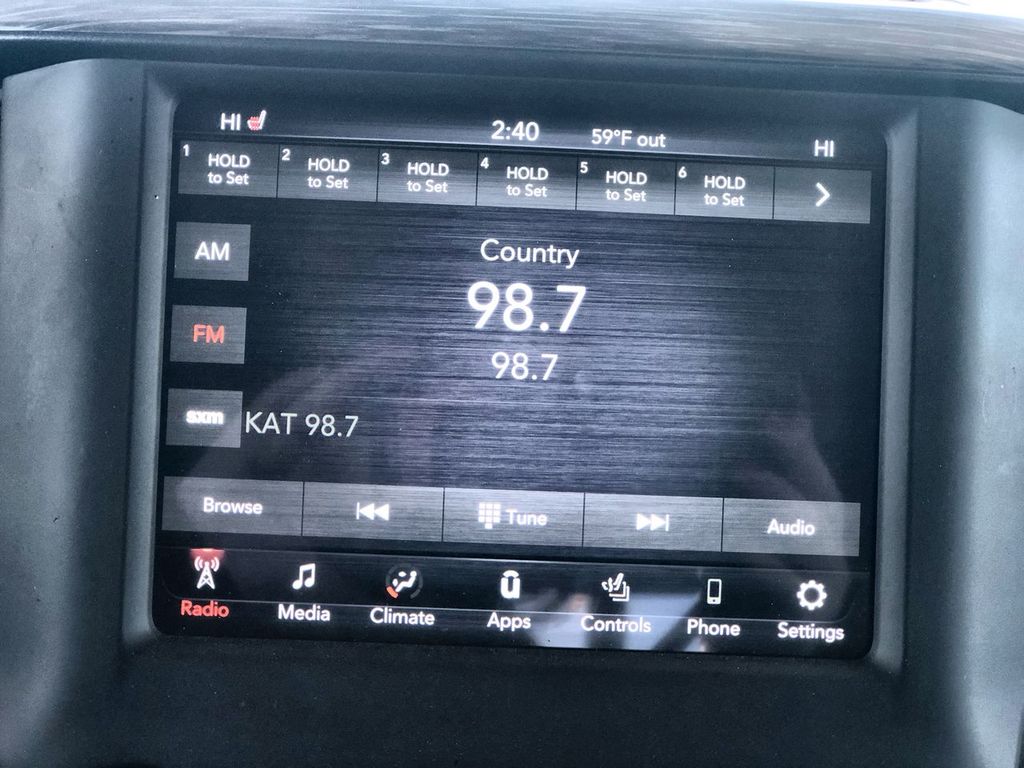 HI 2:40 59°F out HI
1 HOLD to Set 2 HOLD to Set 3 HOLD to Set 4 HOLD to Set 5 HOLD to Set 6 HOLD to Set
AM
Country
98.7
FM
98.7
sxm
KAT 98.7
Browse Tune Audio
Radio Media Climate Apps Controls Phone Settings